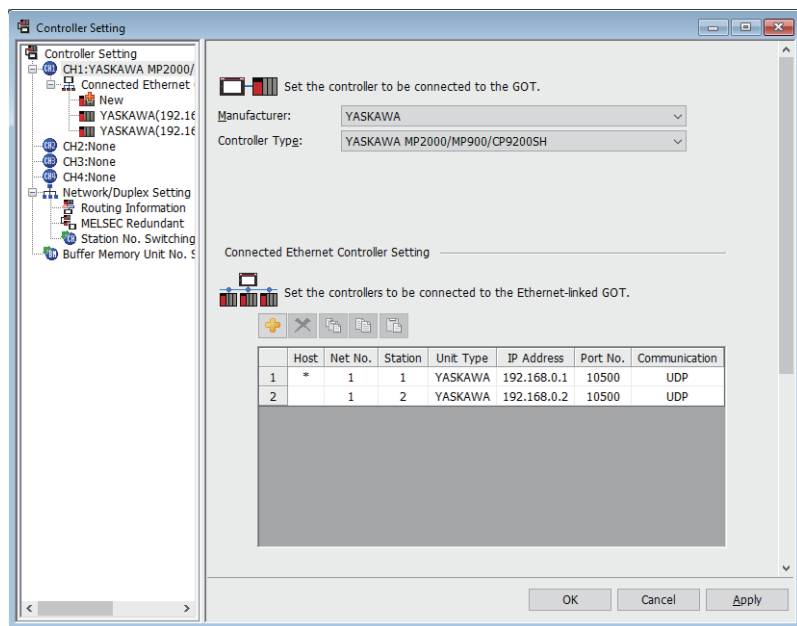 Controller Setting
Controller Setting
CH1:YASKAWA MP2000/
Connected Ethernet
New
YASKAWA(192.16
YASKAWA(192.16
CH2:None
CH3:None
CH4:None
Network/Duplex Setting
Routing Information
MELSEC Redundant
Station No. Switching
Buffer Memory Unit No. S
Set the controller to be connected to the GOT.
Manufacturer: YASKAWA
Controller Type: YASKAWA MP2000/MP900/CP9200SH
Connected Ethernet Controller Setting
Set the controllers to be connected to the Ethernet-linked GOT.
Host Net No. Station Unit Type IP Address Port No. Communication
1 * 1 1 YASKAWA 192.168.0.1 10500 UDP
2 1 2 YASKAWA 192.168.0.2 10500 UDP
OK Cancel Apply